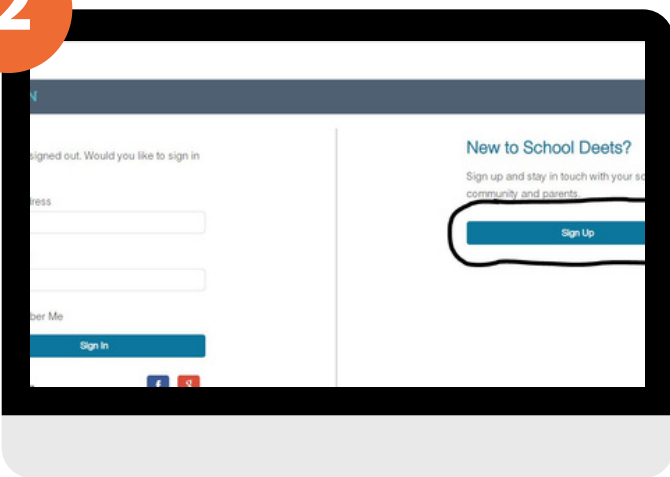 2
N
signed out. Would you like to sign in
ress
ber Me
Sign In
f
New to School Deets?
Sign up and stay in touch with your sc
community and parents.
Sign Up